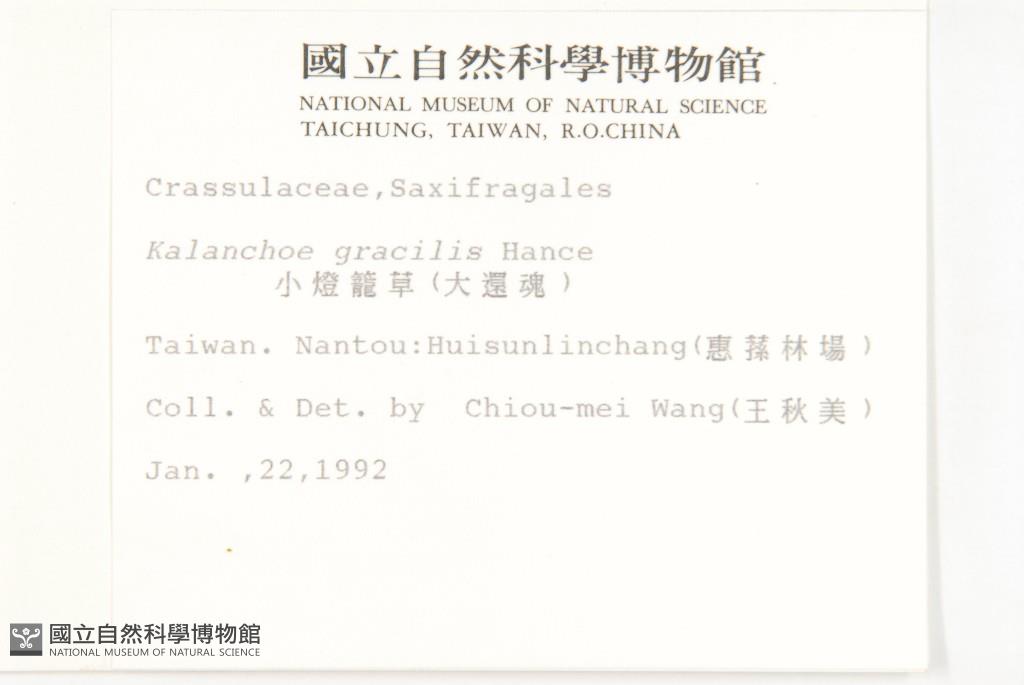 國立自然科學博物館
NATIONAL MUSEUM OF NATURAL SCIENCE
TAICHUNG, TAIWAN, R.O.CHINA
Crassulaceae,Saxifragales
Kalanchoe gracilis Hance
小燈籠草(大還魂)
Taiwan. Nantou:Huisunlinchang(惠蓀林場)
Coll. & Det. by Chiou-mei Wang(王秋美)
Jan. ,22,1992
國立自然科學博物館
NATIONAL MUSEUM OF NATURAL SCIENCE